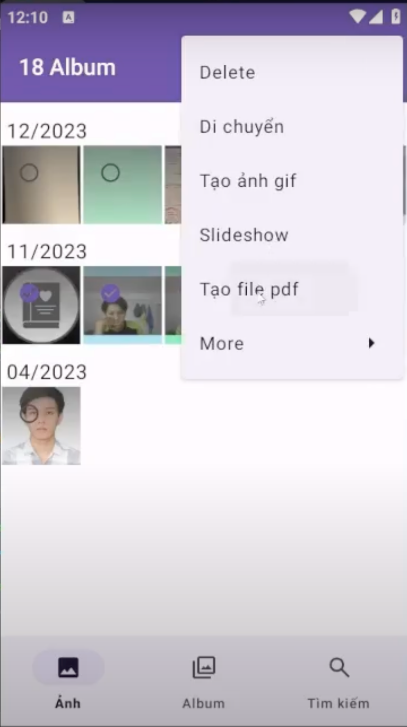 12:10 A
18 Album
Delete
Di chuyển
Tạo ảnh gif
Slideshow
Tạo file pdf
More
12/2023
11/2023
04/2023
Ảnh
Album
Tìm kiếm